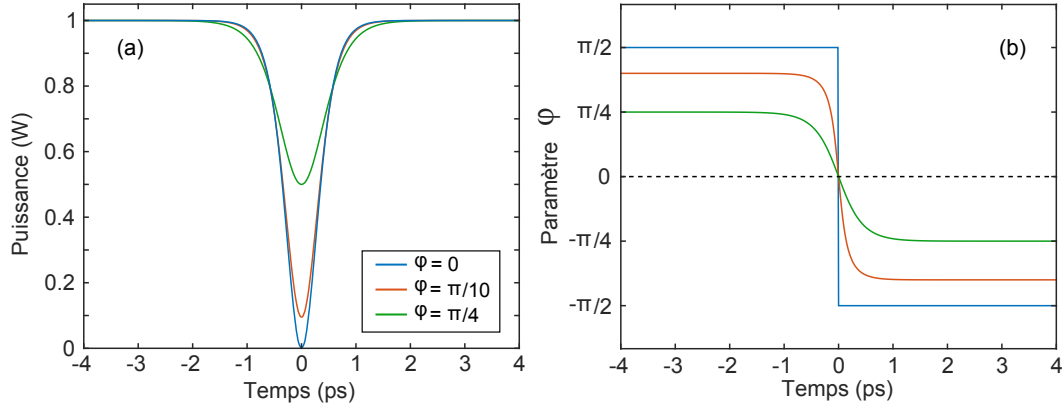 (a)
Puissance (W)
1
0.8
0.6
0.4
0.2
0
φ = 0
φ = π/10
φ = π/4
-4 -3 -2 -1 0 1 2 3 4
Temps (ps)
(b)
Paramètre φ
π/2
π/4
0
-π/4
-π/2
-4 -3 -2 -1 0 1 2 3 4
Temps (ps)